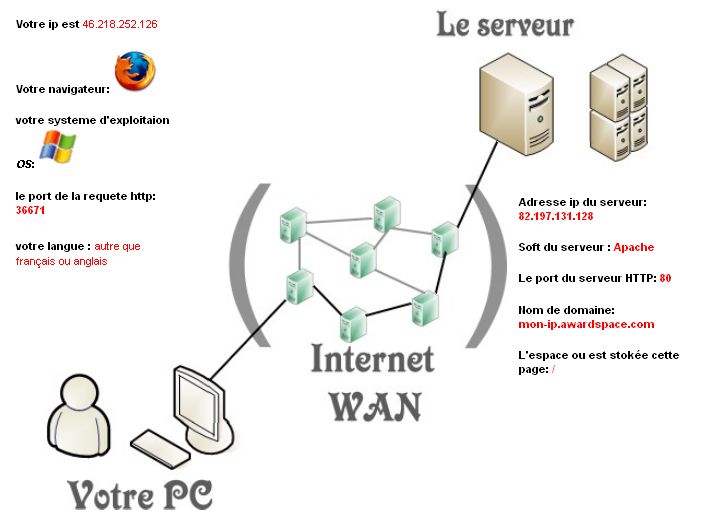 Votre ip est 46.218.252.126
Votre navigateur:
votre systeme d'exploitaion
OS:
le port de la requete http:
36671
votre langue : autre que
français ou anglais
Le serveur
Adresse ip du serveur:
82.197.131.128
Soft du serveur : Apache
Le port du serveur HTTP: 80
Nom de domaine:
mon-ip.awardspace.com
L'espace ou est stokée cette
page: /
( )
Internet
WAN
Votre PC